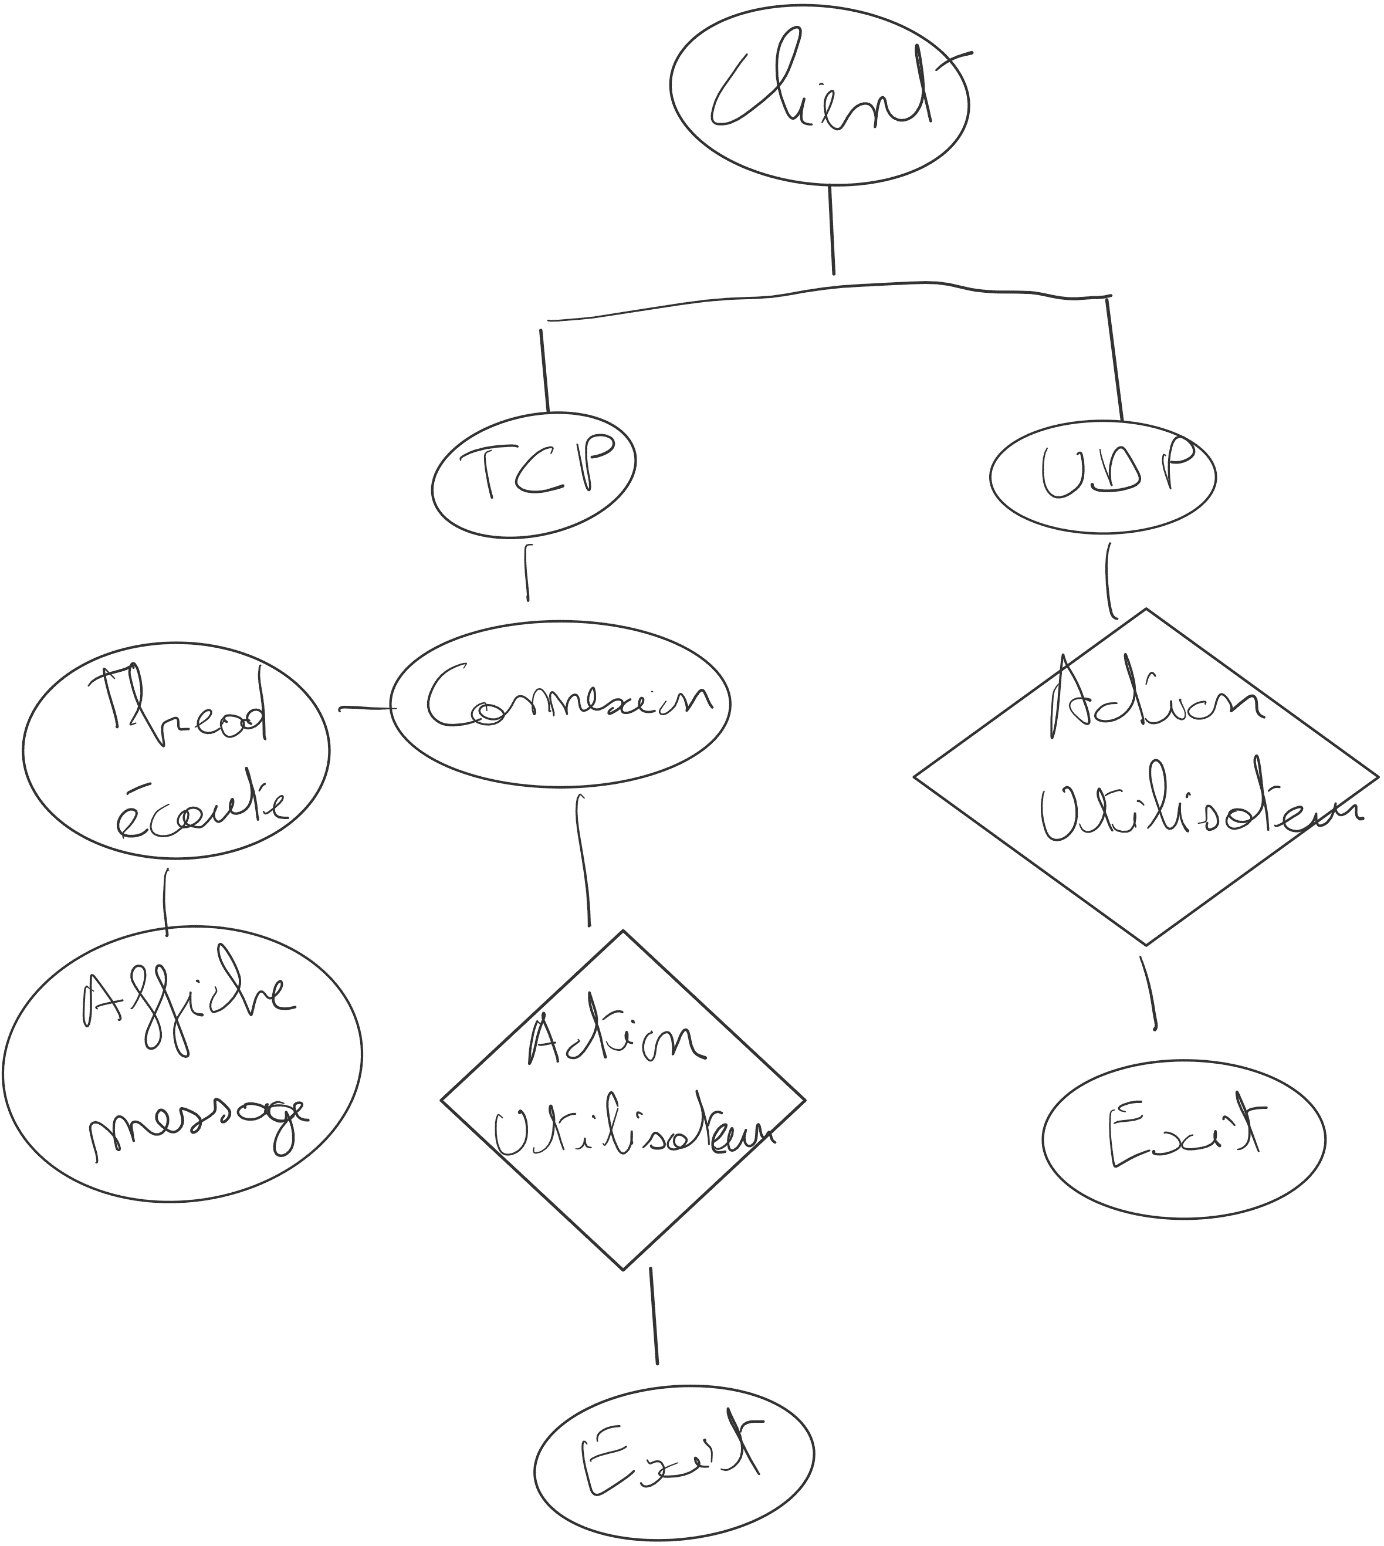 Client
TCP
UDP
Connexion
Thread
écoute
Action
Utilisateur
Affiche
message
Action
Utilisateur
Exit
Exit